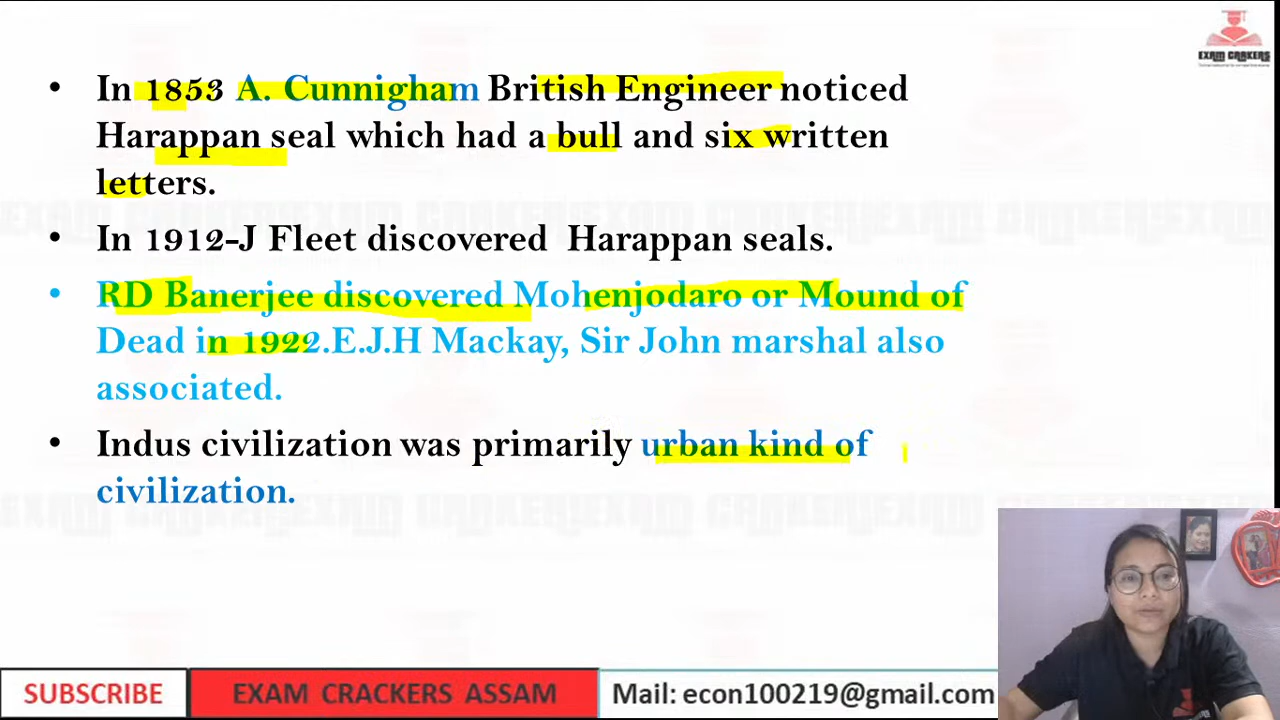 EXAM CRAKERS
• In 1853 A. Cunnigham British Engineer noticed
Harappan seal which had a bull and six written
letters.
• In 1912-J Fleet discovered Harappan seals.
• RD Banerjee discovered Mohenjodaro or Mound of
Dead in 1922.E.J.H Mackay, Sir John marshal also
associated.
• Indus civilization was primarily urban kind of
civilization.
SUBSCRIBE
EXAM CRACKERS ASSAM
Mail: econ100219@gmail.com